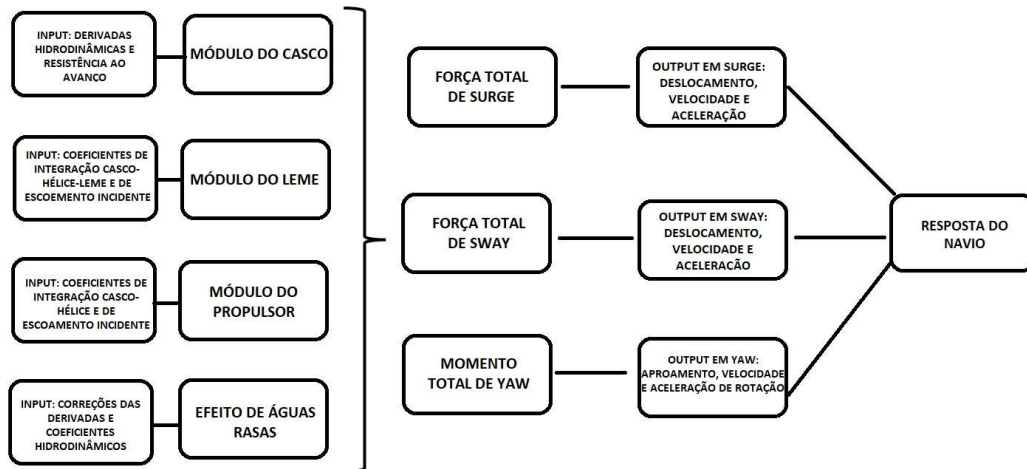 INPUT: DERIVADAS
HIDRODINÂMICAS E
RESISTÊNCIA AO
AVANCO
MÓDULO DO CASCO
INPUT: COEFICIENTES DE
INTEGRAÇÃO CASCO-
HÉLICE-LEME E DE
ESCOEMENTO INCIDENTE
MÓDULO DO LEME
INPUT: COEFICIENTES DE
INTEGRAÇÃO CASCO-
HÉLICE E DE
ESCOAMENTO INCIDENTE
MÓDULO DO
PROPULSOR
INPUT: CORREÇÕES DAS
DERIVADAS E
COEFICIENTES
HIDRODINÂMICOS
EFEITO DE ÁGUAS
RASAS
FORÇA TOTAL
DE SURGE
OUTPUT EM SURGE:
DESLOCAMENTO,
VELOCIDADE E
ACELERAÇÃO
FORÇA TOTAL
DE SWAY
OUTPUT EM SWAY:
DESLOCAMENTO,
VELOCIDADE E
ACELERAÇÃO
MOMENTO
TOTAL DE YAW
OUTPUT EM YAW:
APROAMENTO, VELOCIDADE
E ACELERAÇÃO DE ROTAÇÃO
RESPOSTA DO
NAVIO